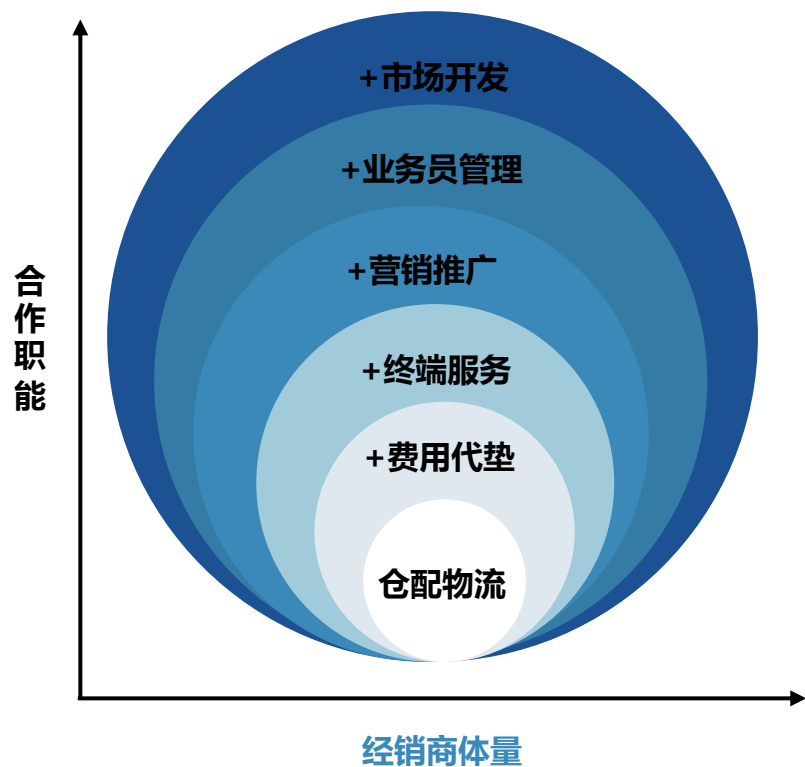 +市场开发
+业务员管理
+营销推广
+终端服务
+费用代垫
仓配物流
合作职能
经销商体量